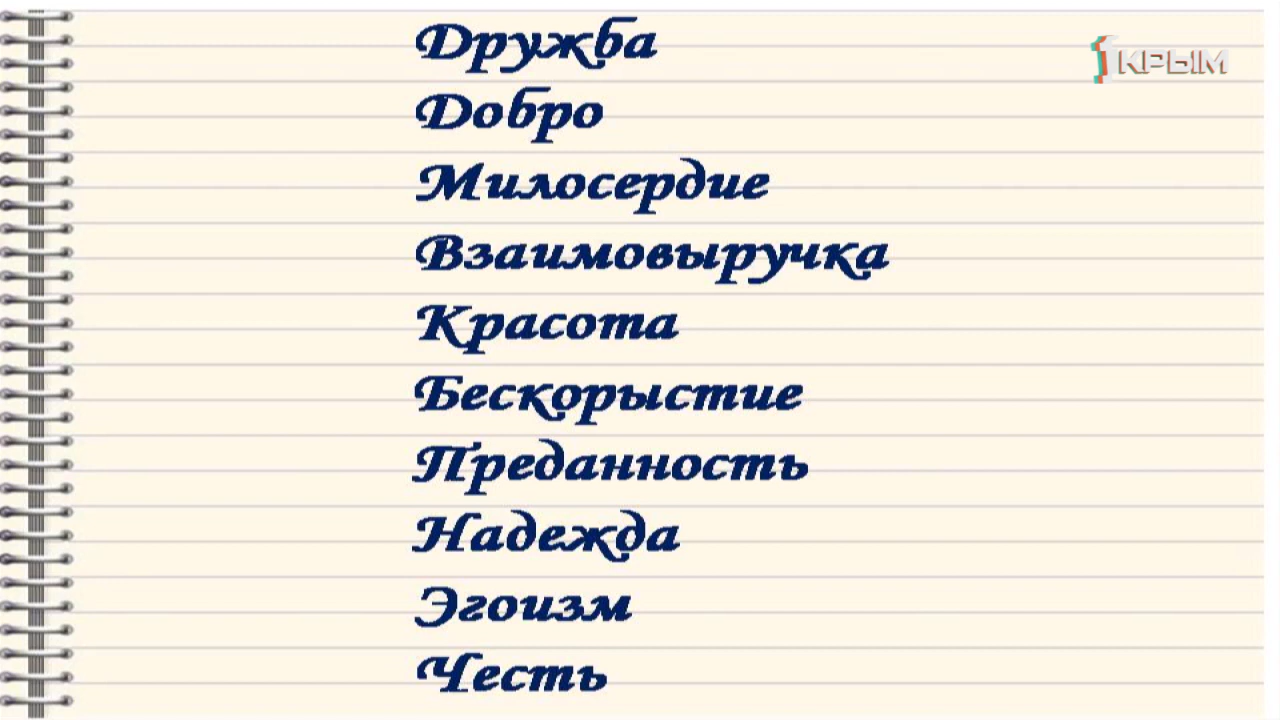 Дружба
1КРЫМ
Добро
Милосердие
Взаимовыручка
Красота
Бескорыстие
Преданность
Надежда
Эгоизм
Честь